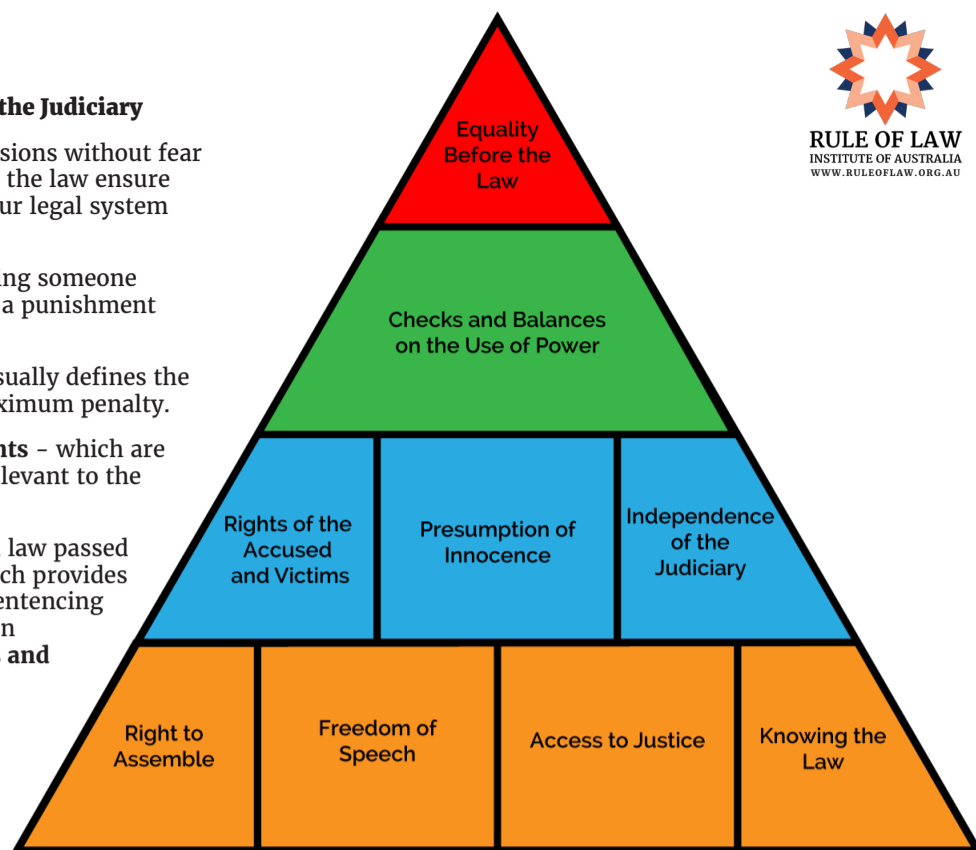 the Judiciary
sions without fear
the law ensure
ur legal system
ing someone
a punishment
sually defines the
ximum penalty.
nts - which are
levant to the
law passed
ch provides
entencing
n
and
Equality
Before the
Law
Checks and Balances
on the Use of Power
Rights of the
Accused
and Victims
Presumption of
Innocence
Independence
of the
Judiciary
Right to
Assemble
Freedom of
Speech
Access to Justice
Knowing the
Law
RULE OF LAW
INSTITUTE OF AUSTRALIA
WWW.RULEOFLAW.ORG.AU